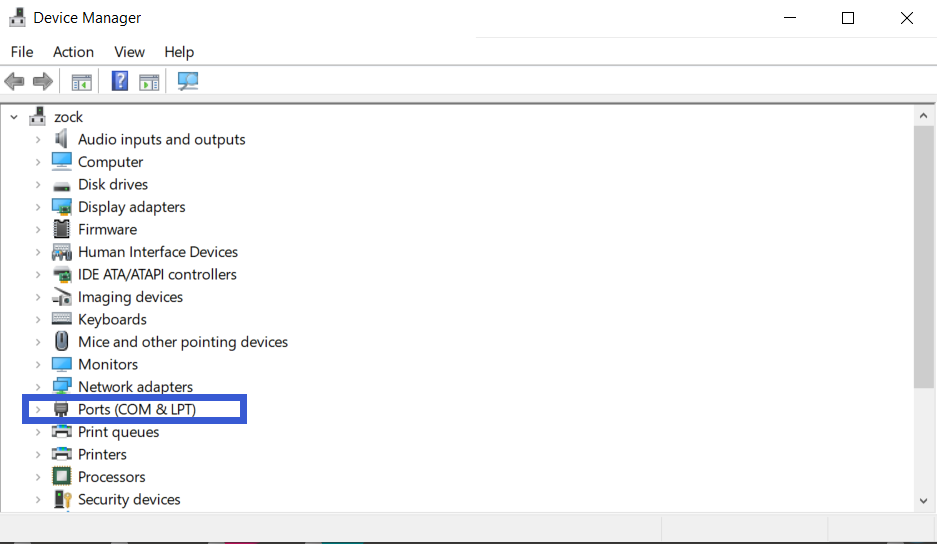 Device Manager
File Action View Help
zock
Audio inputs and outputs
Computer
Disk drives
Display adapters
Firmware
Human Interface Devices
IDE ATA/ATAPI controllers
Imaging devices
Keyboards
Mice and other pointing devices
Monitors
Network adapters
Ports (COM & LPT)
Print queues
Printers
Processors
Security devices